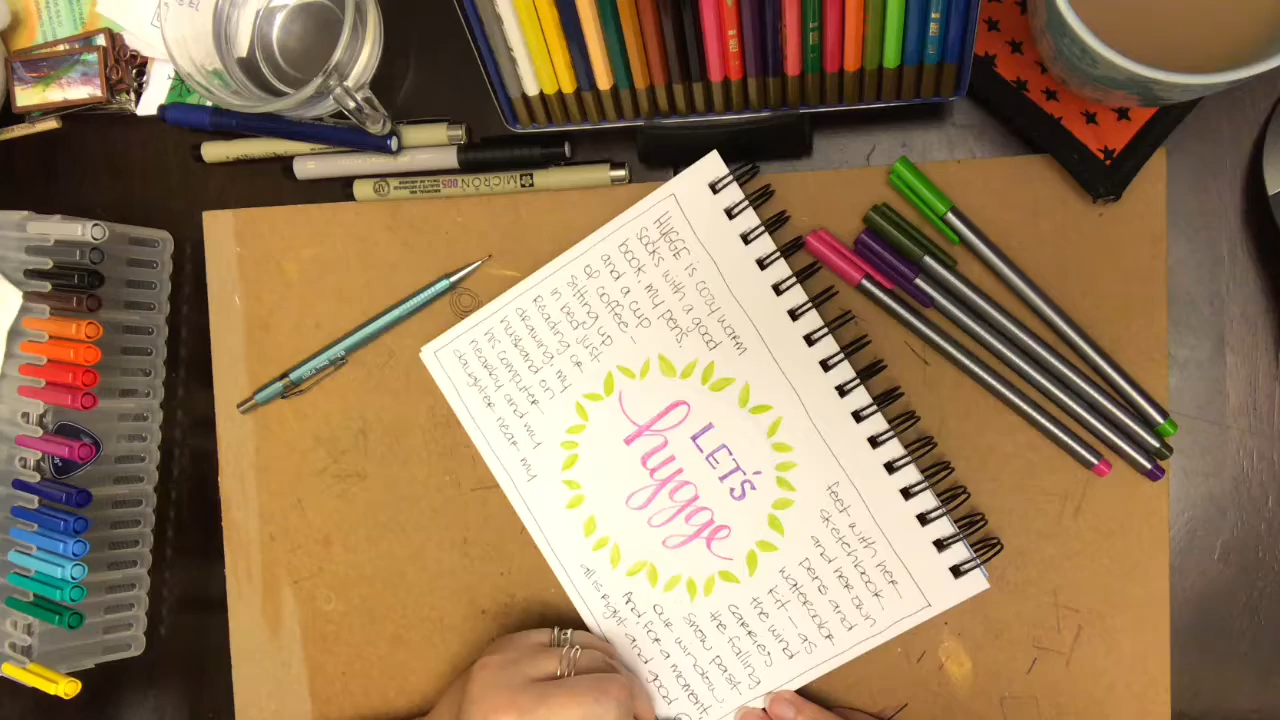 HYGGE is cozy warm
socks with a good
book, my pens,
and a cup
of coffee-
sitting up
in bed just
reading or
drawing, my
husband on
his computer
nearby and my
daughter near my
LET'S
hygge
feet with her
sketchbook
and her own
pens and
watercolor
kit - as
the wind
carries
the falling
snow past
our window.
And for a moment
all is right and good
MICRON 005